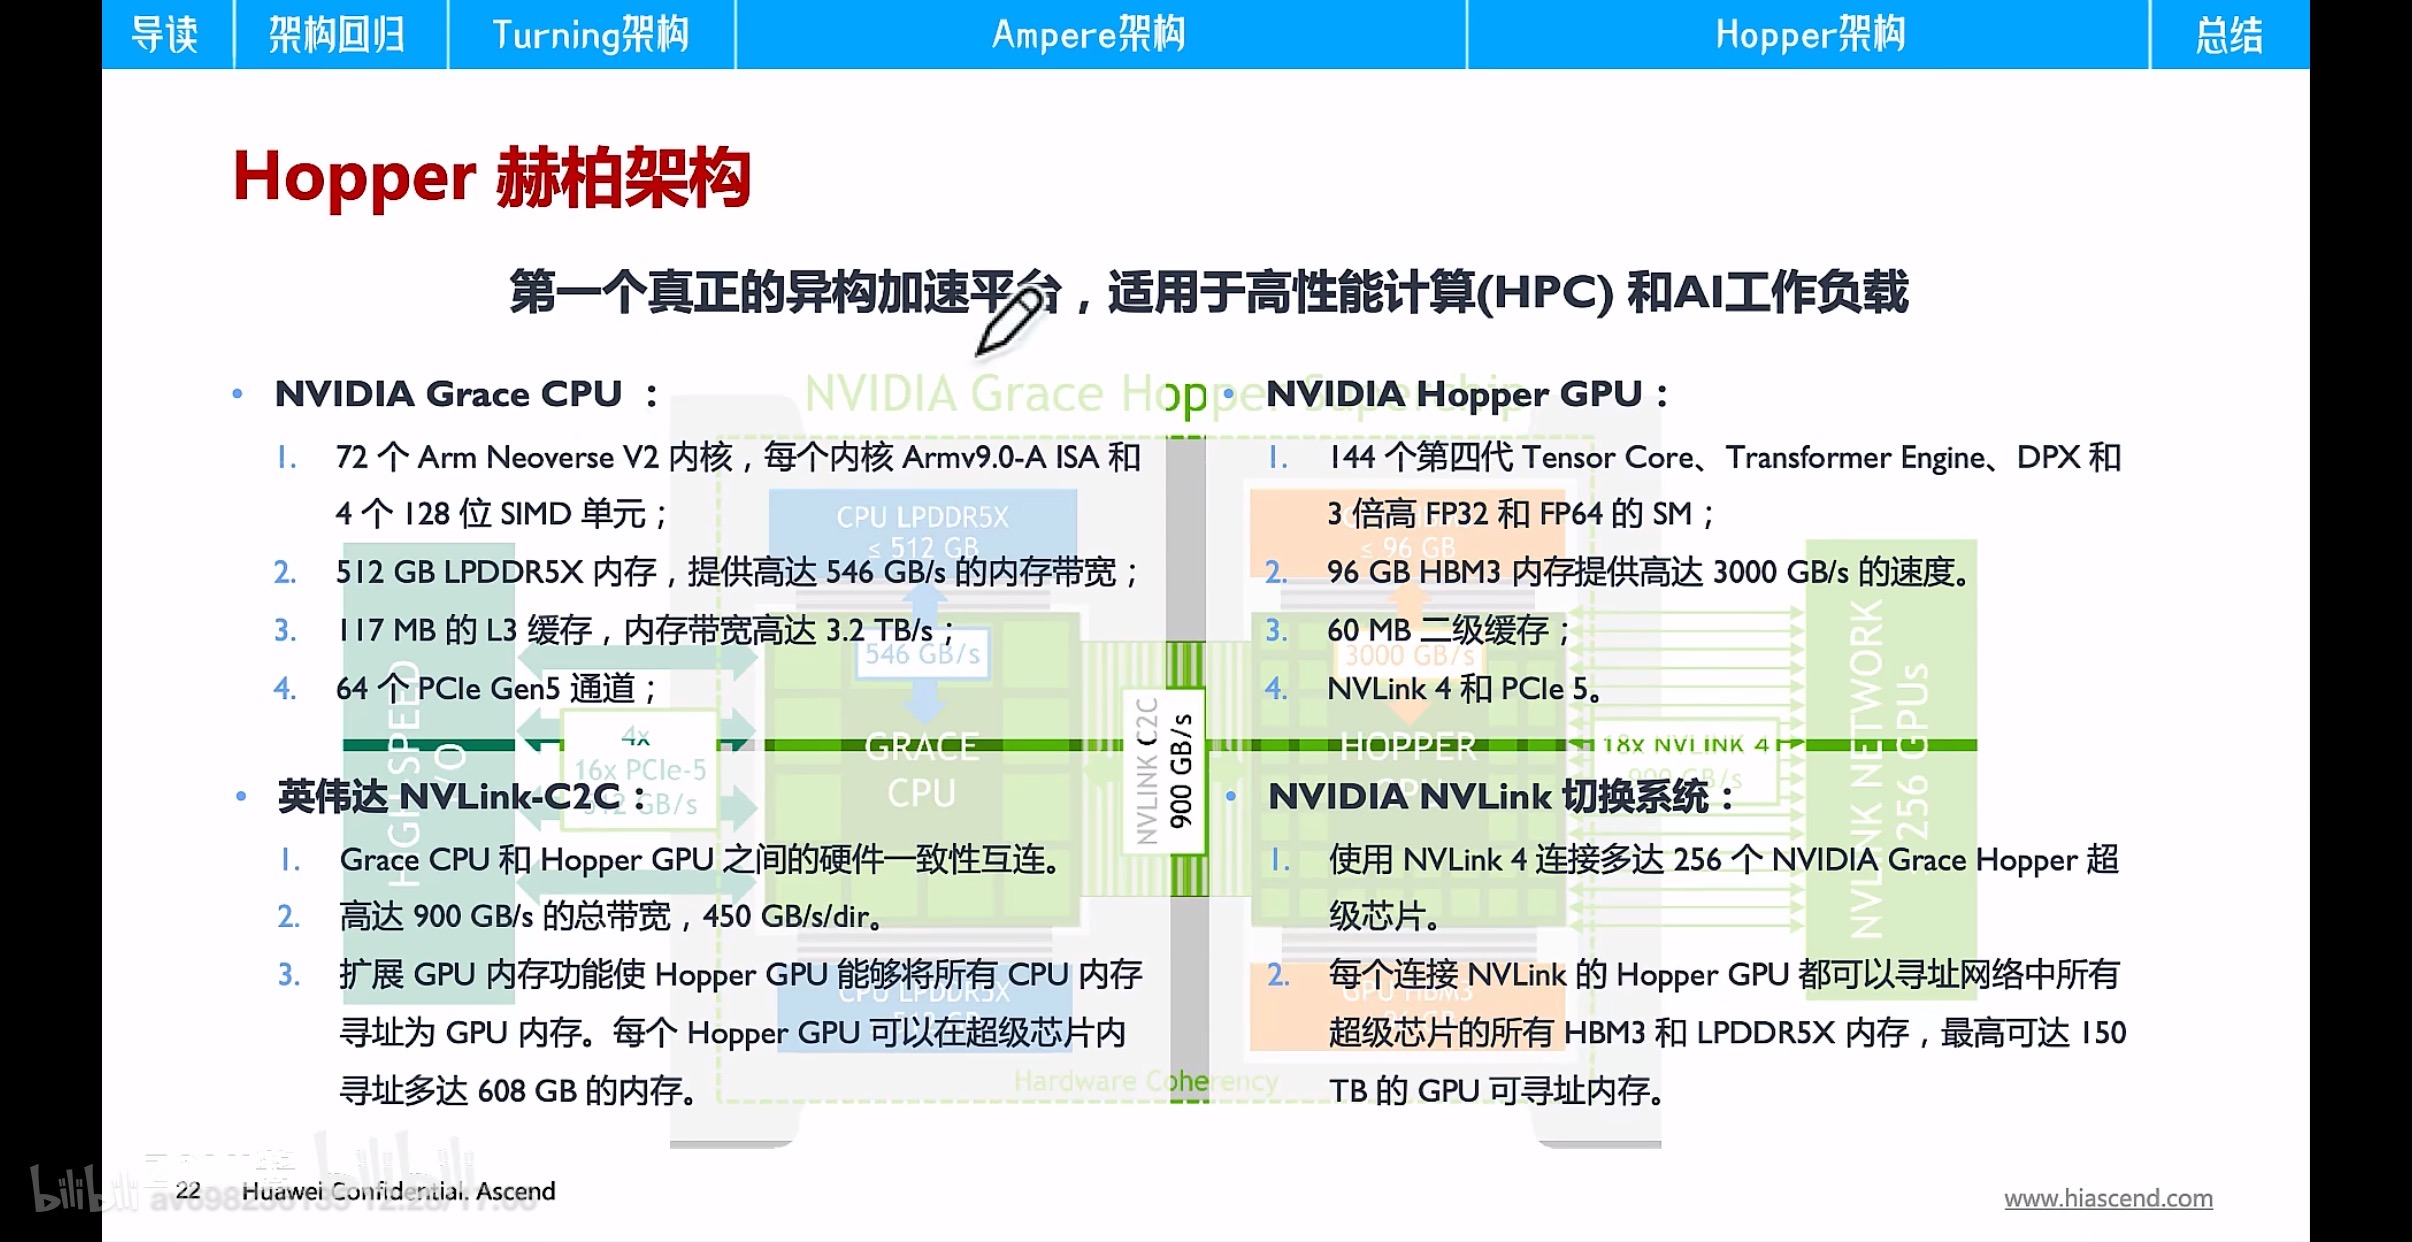 导读
架构回归
Turning架构
Ampere架构
Hopper架构
总结
Hopper 赫柏架构
第一个真正的异构加速平台，适用于高性能计算(HPC) 和AI工作负载
NVIDIA Grace Hopper Superchip
• NVIDIA Grace CPU ：
1. 72 个 Arm Neoverse V2 内核，每个内核 Armv9.0-A ISA 和
4 个 128 位 SIMD 单元；
2. 512 GB LPDDR5X 内存，提供高达 546 GB/s 的内存带宽；
3. 117 MB 的 L3 缓存，内存带宽高达 3.2 TB/s；
4. 64 个 PCIe Gen5 通道；
• NVIDIA Hopper GPU：
1. 144 个第四代 Tensor Core、Transformer Engine、DPX 和
3 倍高 FP32 和 FP64 的 SM；
2. 96 GB HBM3 内存提供高达 3000 GB/s 的速度。
3. 60 MB 二级缓存；
4. NVLink 4 和 PCIe 5。
• 英伟达 NVLink-C2C：
1. Grace CPU 和 Hopper GPU 之间的硬件一致性互连。
2. 高达 900 GB/s 的总带宽，450 GB/s/dir。
3. 扩展 GPU 内存功能使 Hopper GPU 能够将所有 CPU 内存
寻址为 GPU 内存。每个 Hopper GPU 可以在超级芯片内
寻址多达 608 GB 的内存。
• NVIDIA NVLink 切换系统：
1. 使用 NVLink 4 连接多达 256 个 NVIDIA Grace Hopper 超
级芯片。
2. 每个连接 NVLink 的 Hopper GPU 都可以寻址网络中所有
超级芯片的所有 HBM3 和 LPDDR5X 内存，最高可达 150
TB 的 GPU 可寻址内存。
CPU LPDDR5X
≤ 512 GB
≤ 96 GB
546 GB/s
3000 GB/s
HIGH-SPEED
I/O
4x
16x PCIe-5
512 GB/s
GRACE
CPU
NVLINK C2C
900 GB/s
HOPPER
18x NVLINK 4
900 GB/s
NVLINK NETWORK
256 GPUs
CPU LPDDR5X
GPU HBM3
Hardware Coherency
bilibili
22
Huawei Confidential. Ascend
www.hiascend.com